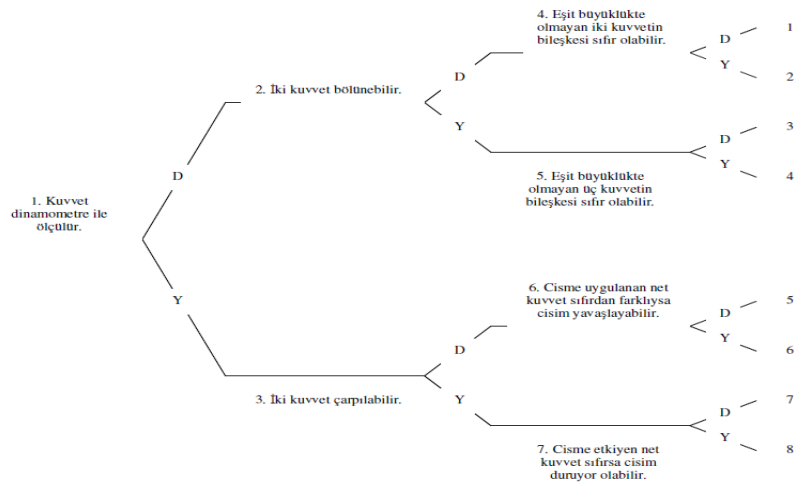 4. Eşit büyüklükte
olmayan iki kuvvetin
bileşkesi sıfır olabilir.
D 1
Y 2
2. İki kuvvet bölünebilir.
D
Y
D 3
Y 4
5. Eşit büyüklükte
olmayan üç kuvvetin
bileşkesi sıfır olabilir.
D
1. Kuvvet
dinamometre ile
ölçülür.
Y
6. Cisme uygulanan net
kuvvet sıfırdan farklıysa
cisim yavaşlayabilir.
D 5
Y 6
D
3. İki kuvvet çarpılabilir.
Y
D 7
Y 8
7. Cisme etkiyen net
kuvvet sıfırsa cisim
duruyor olabilir.